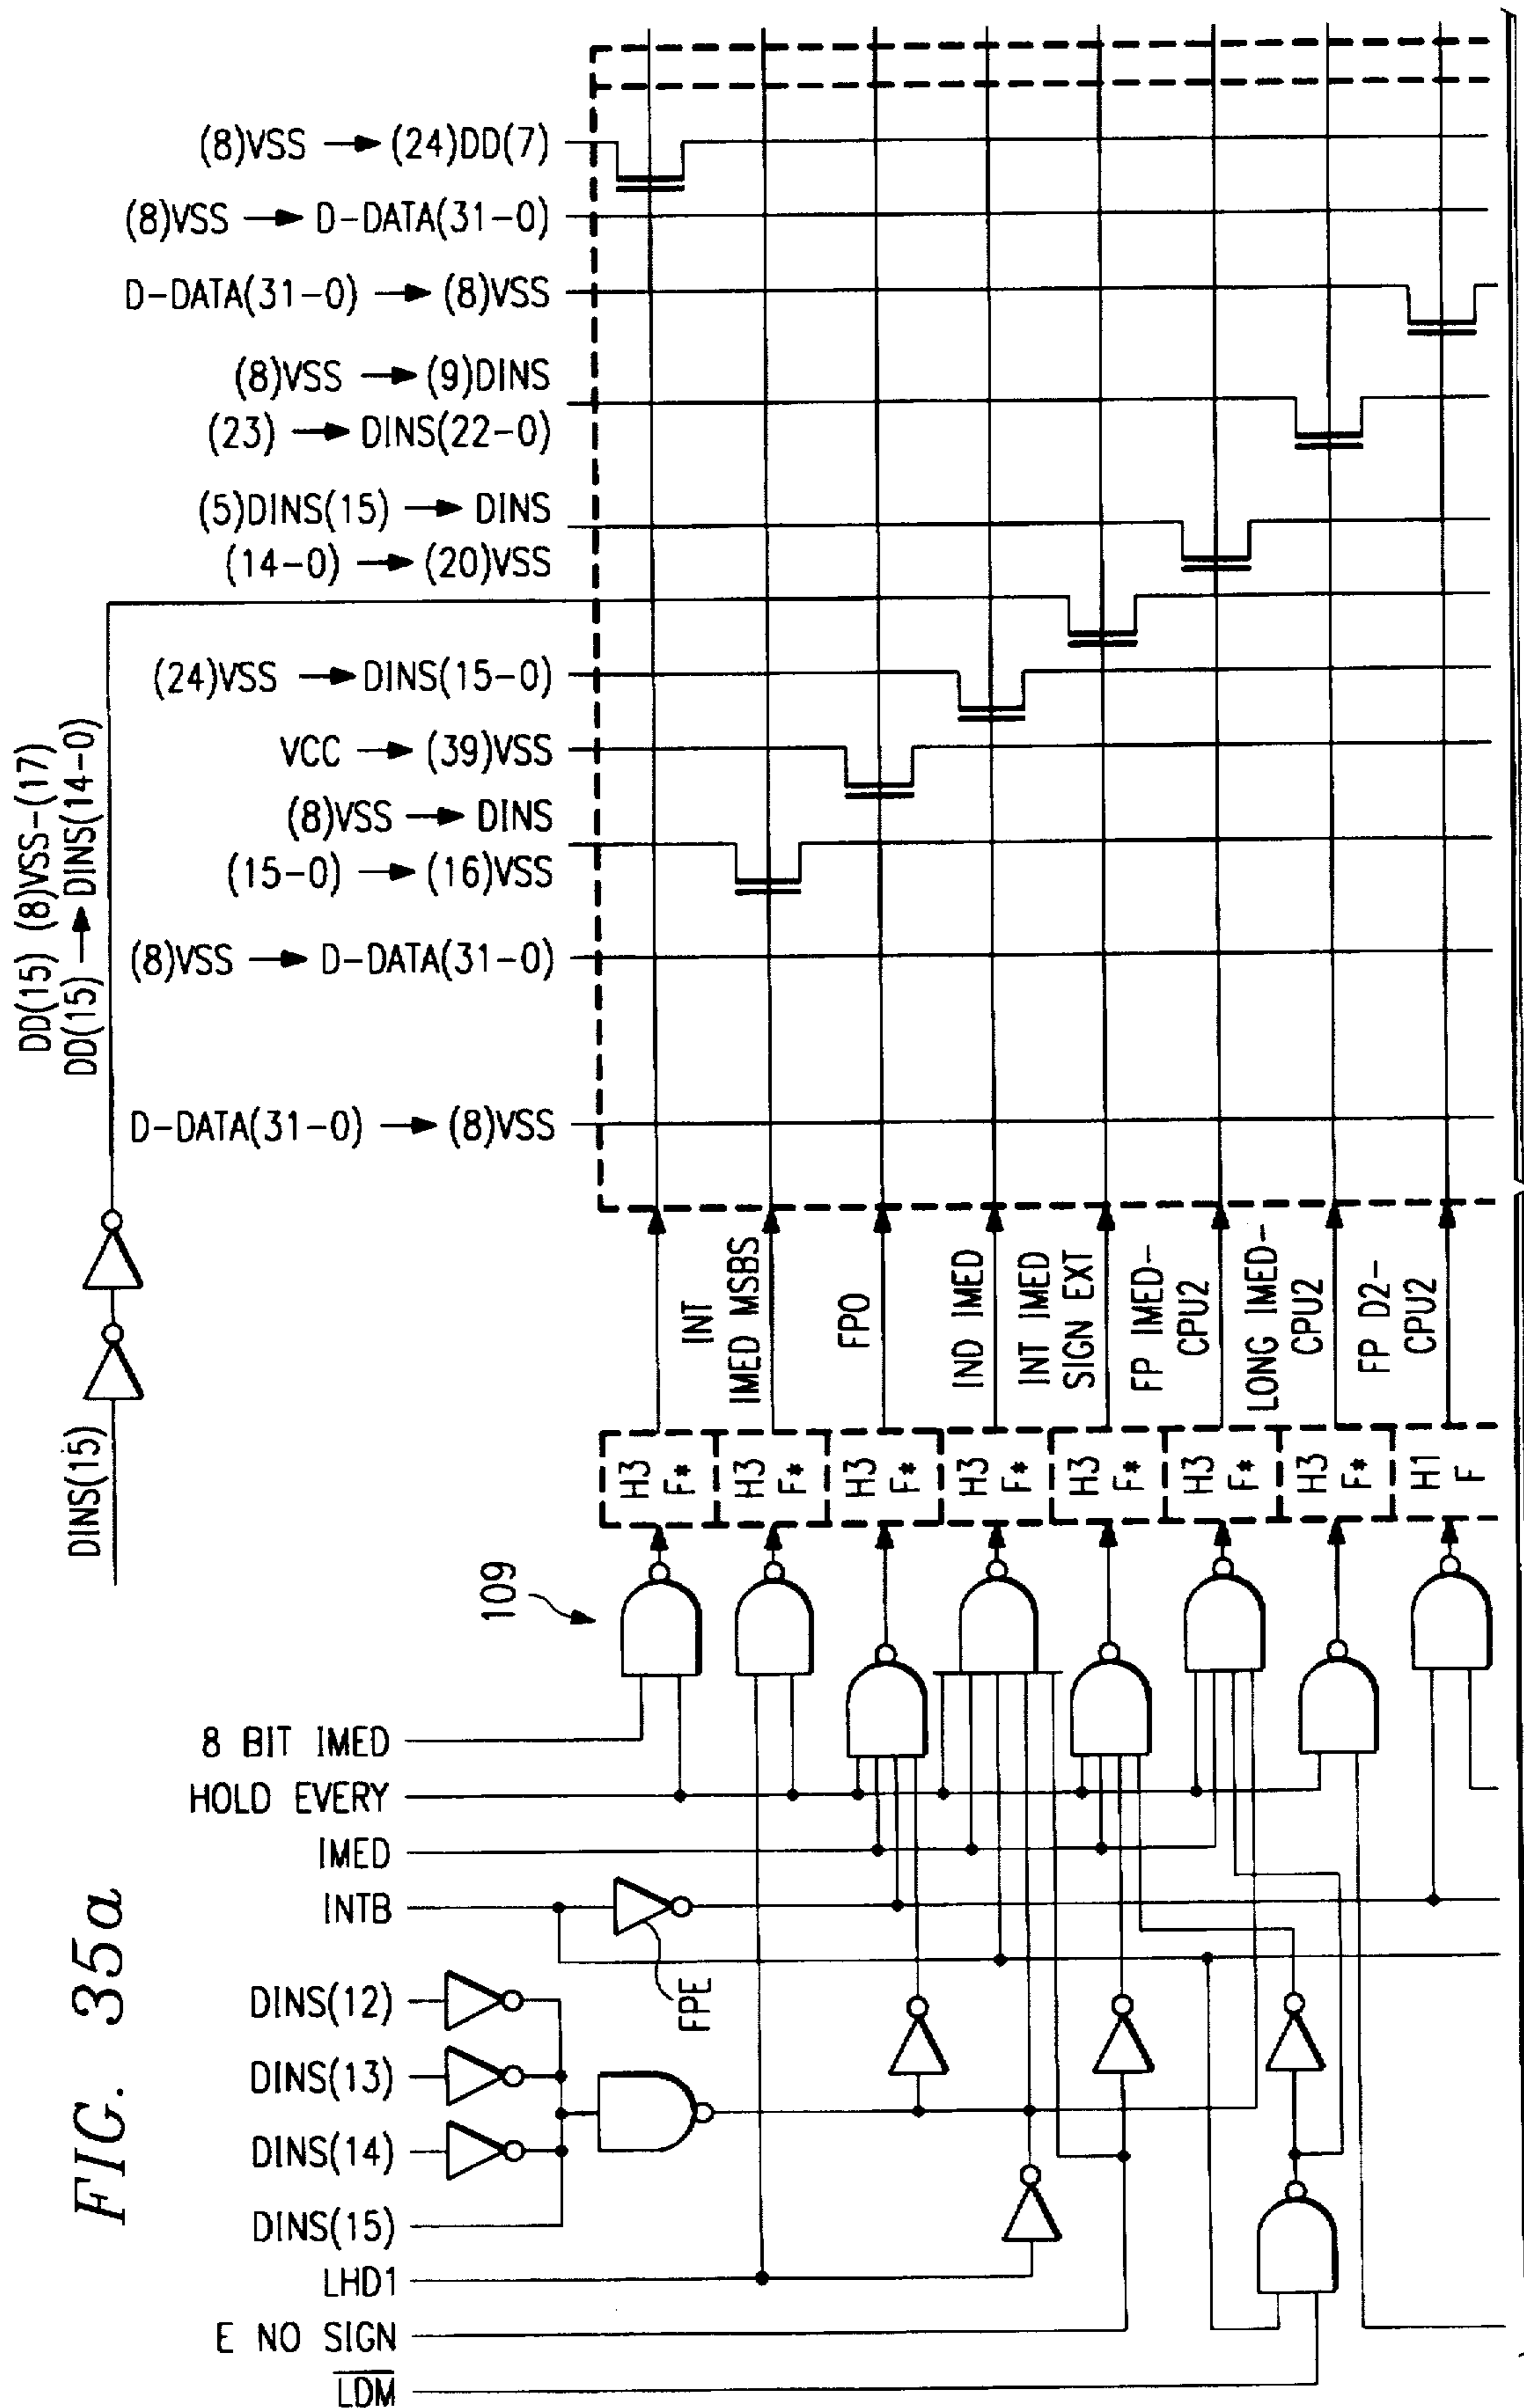 (8)VSS → (24)DD(7)
(8)VSS → D-DATA(31-0)
D-DATA(31-0) → (8)VSS
(8)VSS → (9)DINS
(23) → DINS(22-0)
(5)DINS(15) → DINS
(14-0) → (20)VSS
(24)VSS → DINS(15-0)
VCC → (39)VSS
(8)VSS → DINS
(15-0) → (16)VSS
(8)VSS → D-DATA(31-0)
D-DATA(31-0) → (8)VSS
DD(15) (8)VSS-(17)
DD(15) → DINS(14-0)
DINS(15)
INT
IMED MSBS
FPO
IND IMED
INT IMED
SIGN EXT
FP IMED-
CPU2
LONG IMED-
CPU2
FP D2-
CPU2
H3
F*
H3
F*
H3
F*
H3
F*
H3
F*
H3
F*
H3
F*
H1
F
109
8 BIT IMED
HOLD EVERY
IMED
INTB
FPE
DINS(12)
DINS(13)
DINS(14)
DINS(15)
LHD1
E NO SIGN
L̅D̅M̅
FIG. 35a